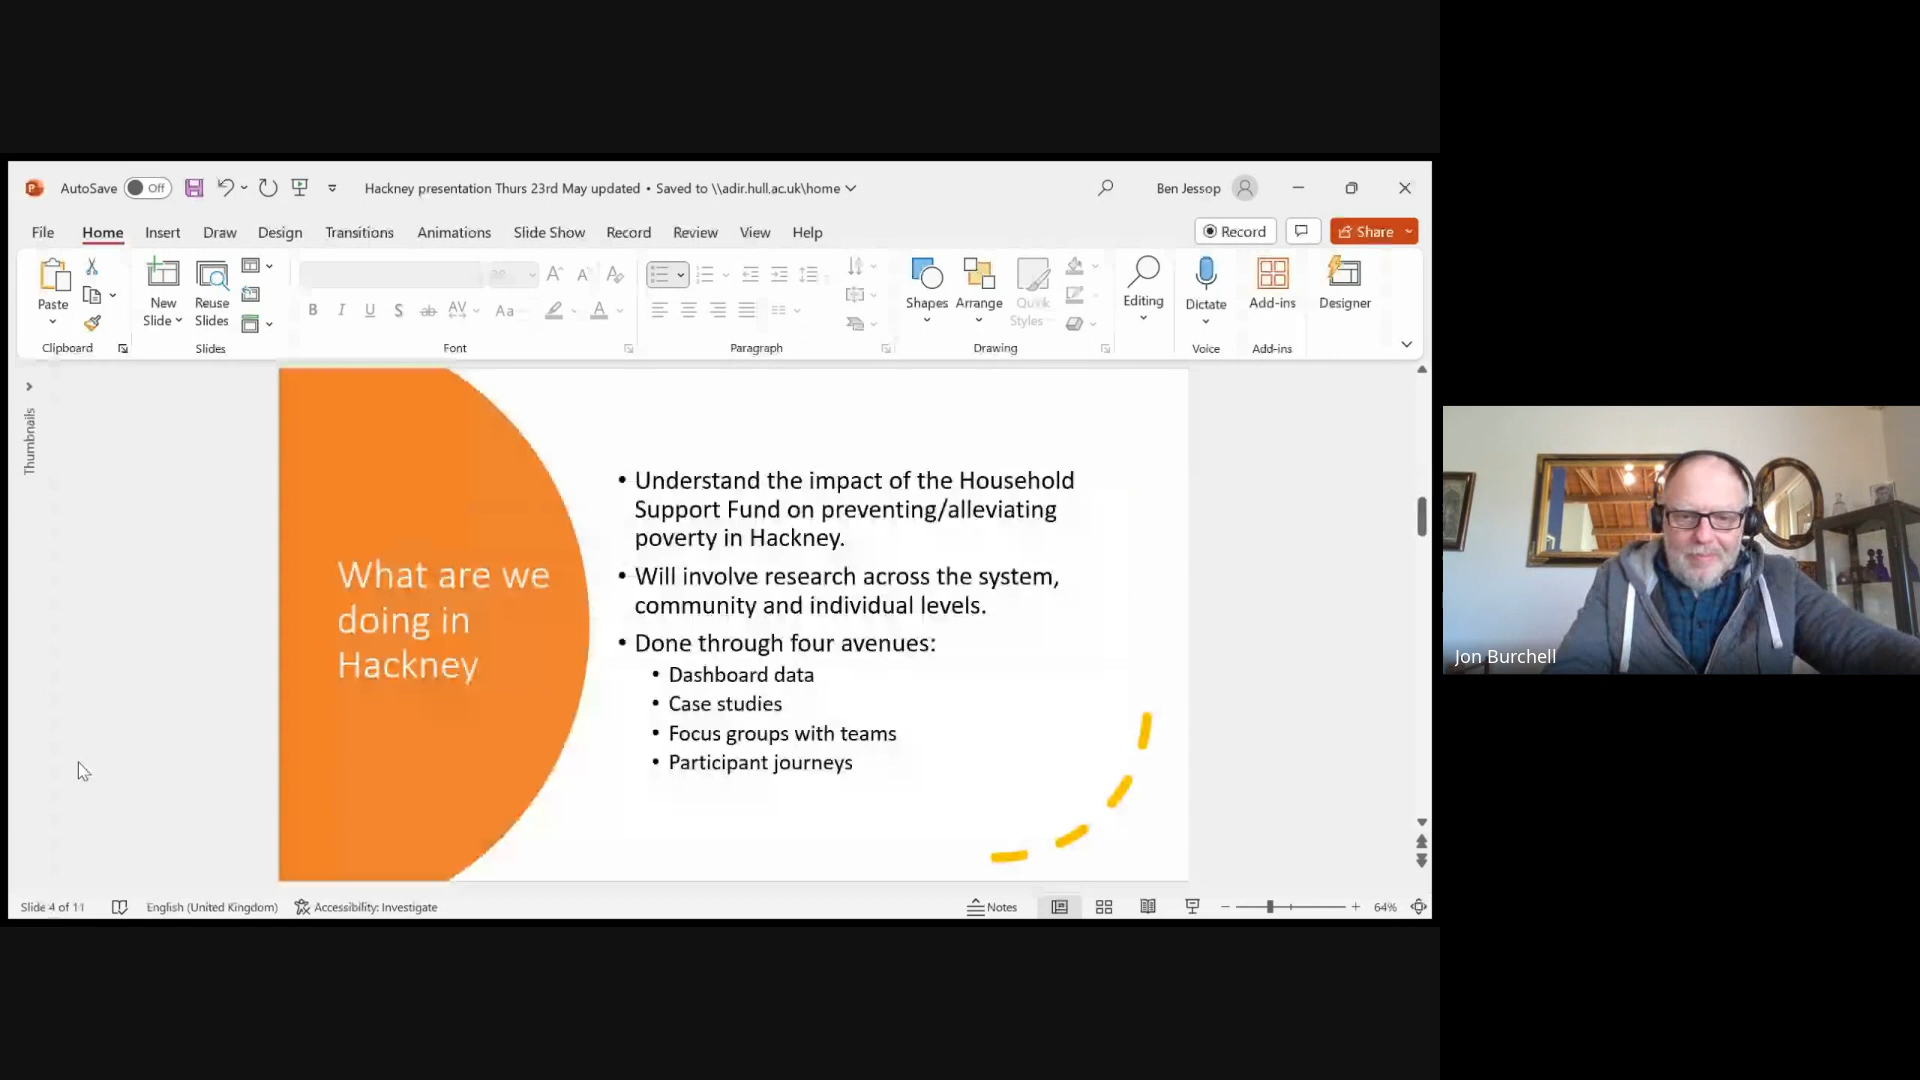 AutoSave Off Hackney presentation Thurs 23rd May updated • Saved to \\adir.hull.ac.uk\home Ben Jessop
File Home Insert Draw Design Transitions Animations Slide Show Record Review View Help Record Share
Paste
New Slide
Reuse Slides
B I U S ab AV Aa A
Shapes
Arrange
Quick Styles
Editing
Dictate
Add-ins
Designer
Clipboard Slides Font Paragraph Drawing Voice Add-ins
Thumbnails
What are we
doing in
Hackney
• Understand the impact of the Household
Support Fund on preventing/alleviating
poverty in Hackney.
• Will involve research across the system,
community and individual levels.
• Done through four avenues:
• Dashboard data
• Case studies
• Focus groups with teams
• Participant journeys
Slide 4 of 11 English (United Kingdom) Accessibility: Investigate Notes 64%
Jon Burchell